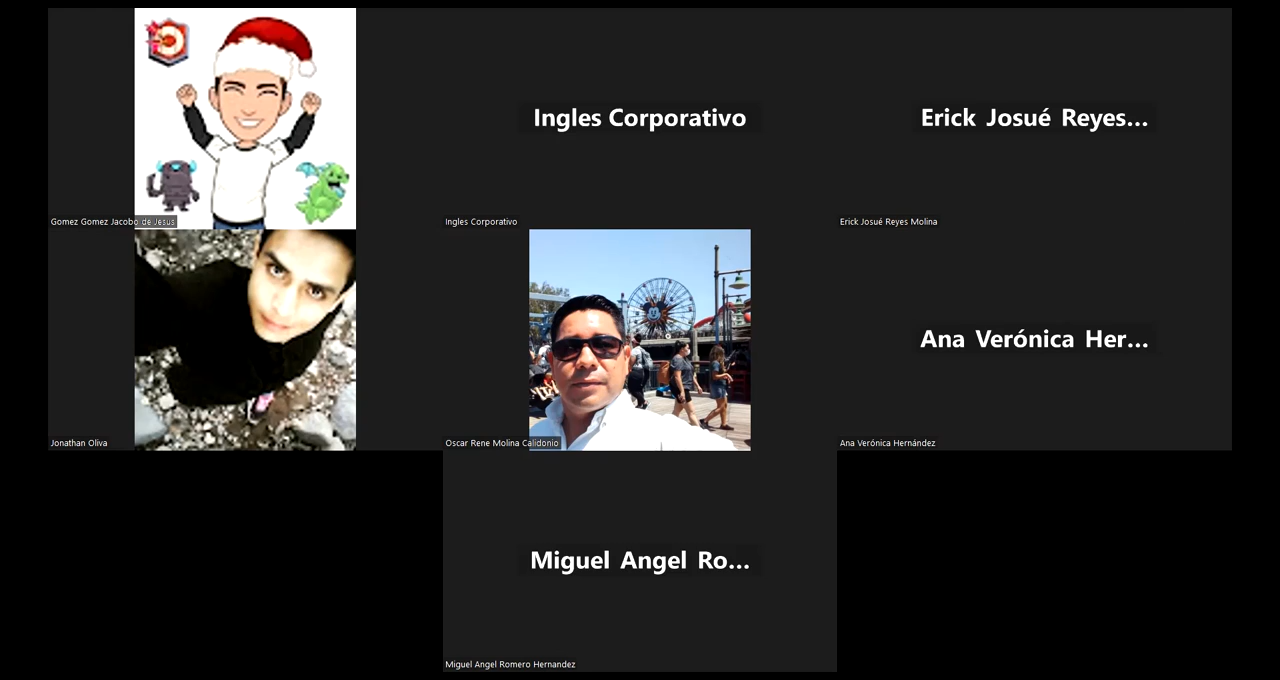 Ingles Corporativo
Erick Josué Reyes...
Gomez Gomez Jacobo de Jesus
Ingles Corporativo
Erick Josué Reyes Molina
Ana Verónica Her...
Jonathan Oliva
Oscar Rene Molina Calidonio
Ana Verónica Hernández
Miguel Angel Ro...
Miguel Angel Romero Hernandez